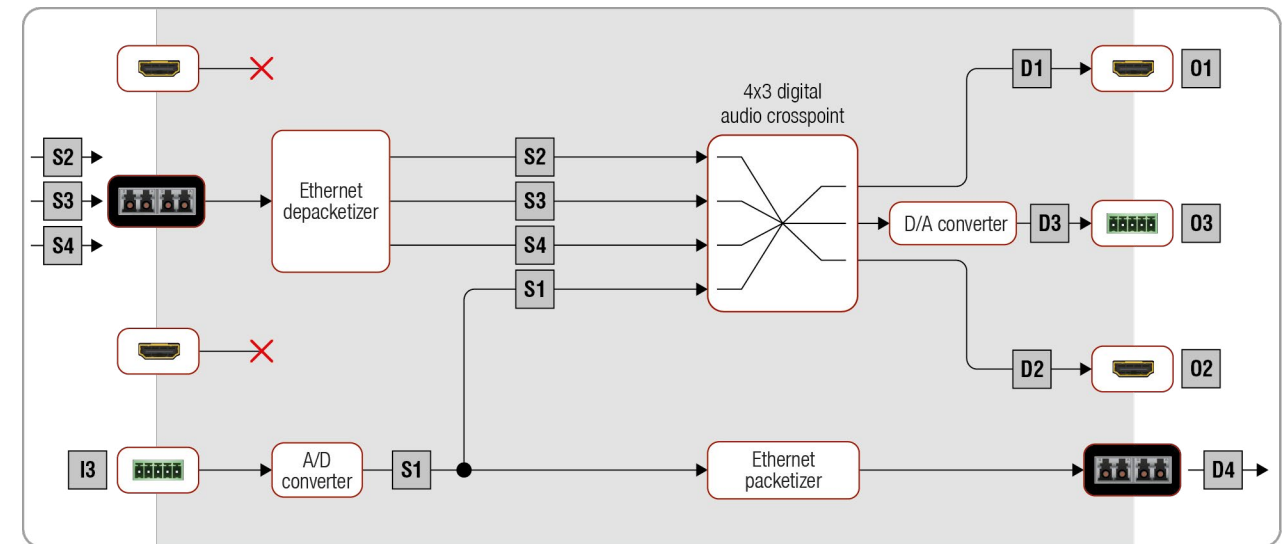 D1
O1
4x3 digital
audio crosspoint
S2
S2
S3
Ethernet
depacketizer
S3
S4
S4
D/A converter
D3
O3
S1
D2
O2
I3
A/D
converter
S1
Ethernet
packetizer
D4